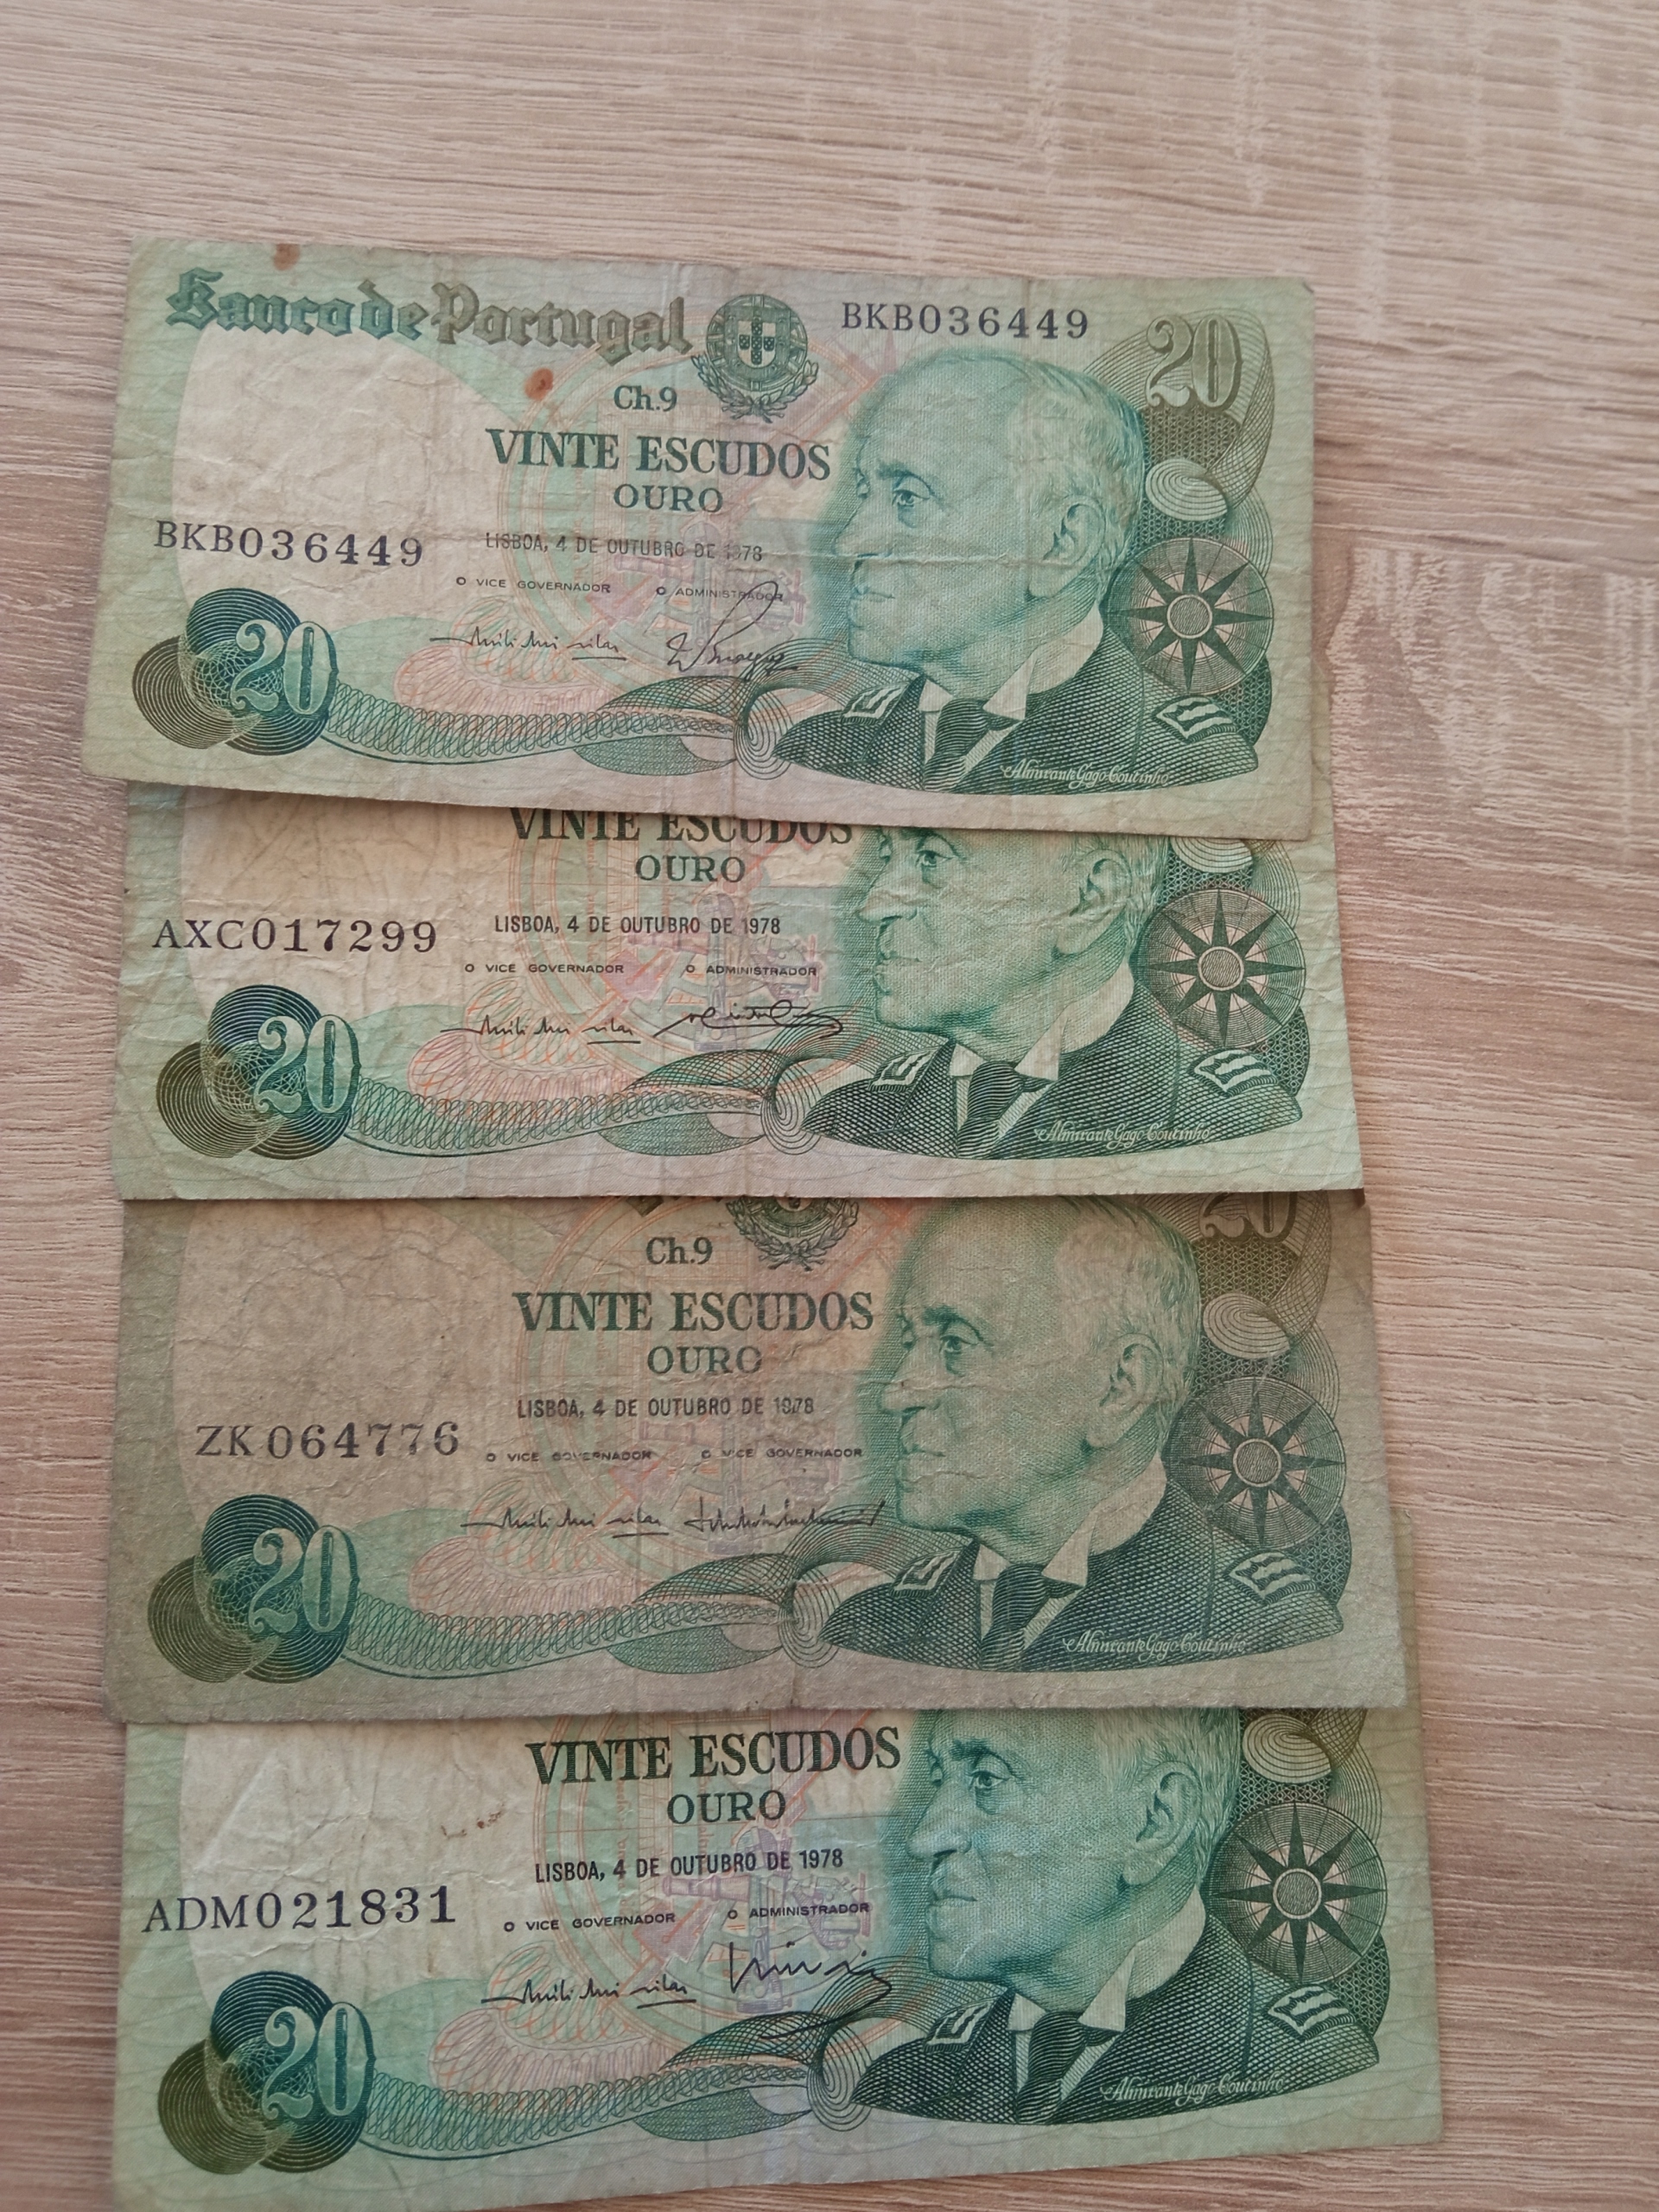 Banco de Portugal
BKB036449
20
Ch.9
VINTE ESCUDOS
OURO
BKB036449
LISBOA, 4 DE OUTUBRO DE 1978
O VICE GOVERNADOR O ADMINISTRADOR
20
Almirante Gago Coutinho
VINTE ESCUDOS
OURO
AXC017299
LISBOA, 4 DE OUTUBRO DE 1978
O VICE GOVERNADOR O ADMINISTRADOR
20
Almirante Gago Coutinho
20
Ch.9
VINTE ESCUDOS
OURO
LISBOA, 4 DE OUTUBRO DE 1978
ZK064776
O VICE GOVERNADOR O VICE GOVERNADOR
20
Almirante Gago Coutinho
VINTE ESCUDOS
OURO
LISBOA, 4 DE OUTUBRO DE 1978
ADM021831
O VICE GOVERNADOR O ADMINISTRADOR
20
Almirante Gago Coutinho